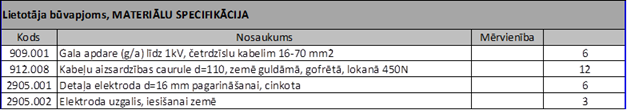 Lietotāja būvapjoms, MATERIĀLU SPECIFIKĀCIJA
Kods Nosaukums Mērvienība
909.001 Gala apdare (g/a) līdz 1kV, četrdzīslu kabelim 16-70 mm2 6
912.008 Kabeļu aizsardzības caurule d=110, zemē guldāmā, gofrētā, lokanā 450N 12
2905.001 Detaļa elektroda d=16 mm pagarināšanai, cinkota 6
2905.002 Elektroda uzgalis, iesišanai zemē 3